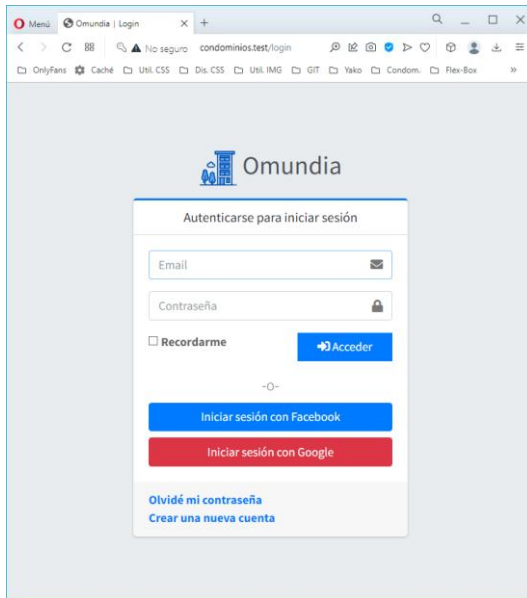 Menú Omundia | Login
No seguro condominios.test/login
OnlyFans Caché Util. CSS Dis. CSS Util. IMG GIT Yako Condom. Flex-Box »
Omundia
Autenticarse para iniciar sesión
Email
Contraseña
Recordarme Acceder
-O-
Iniciar sesión con Facebook
Iniciar sesión con Google
Olvidé mi contraseña
Crear una nueva cuenta